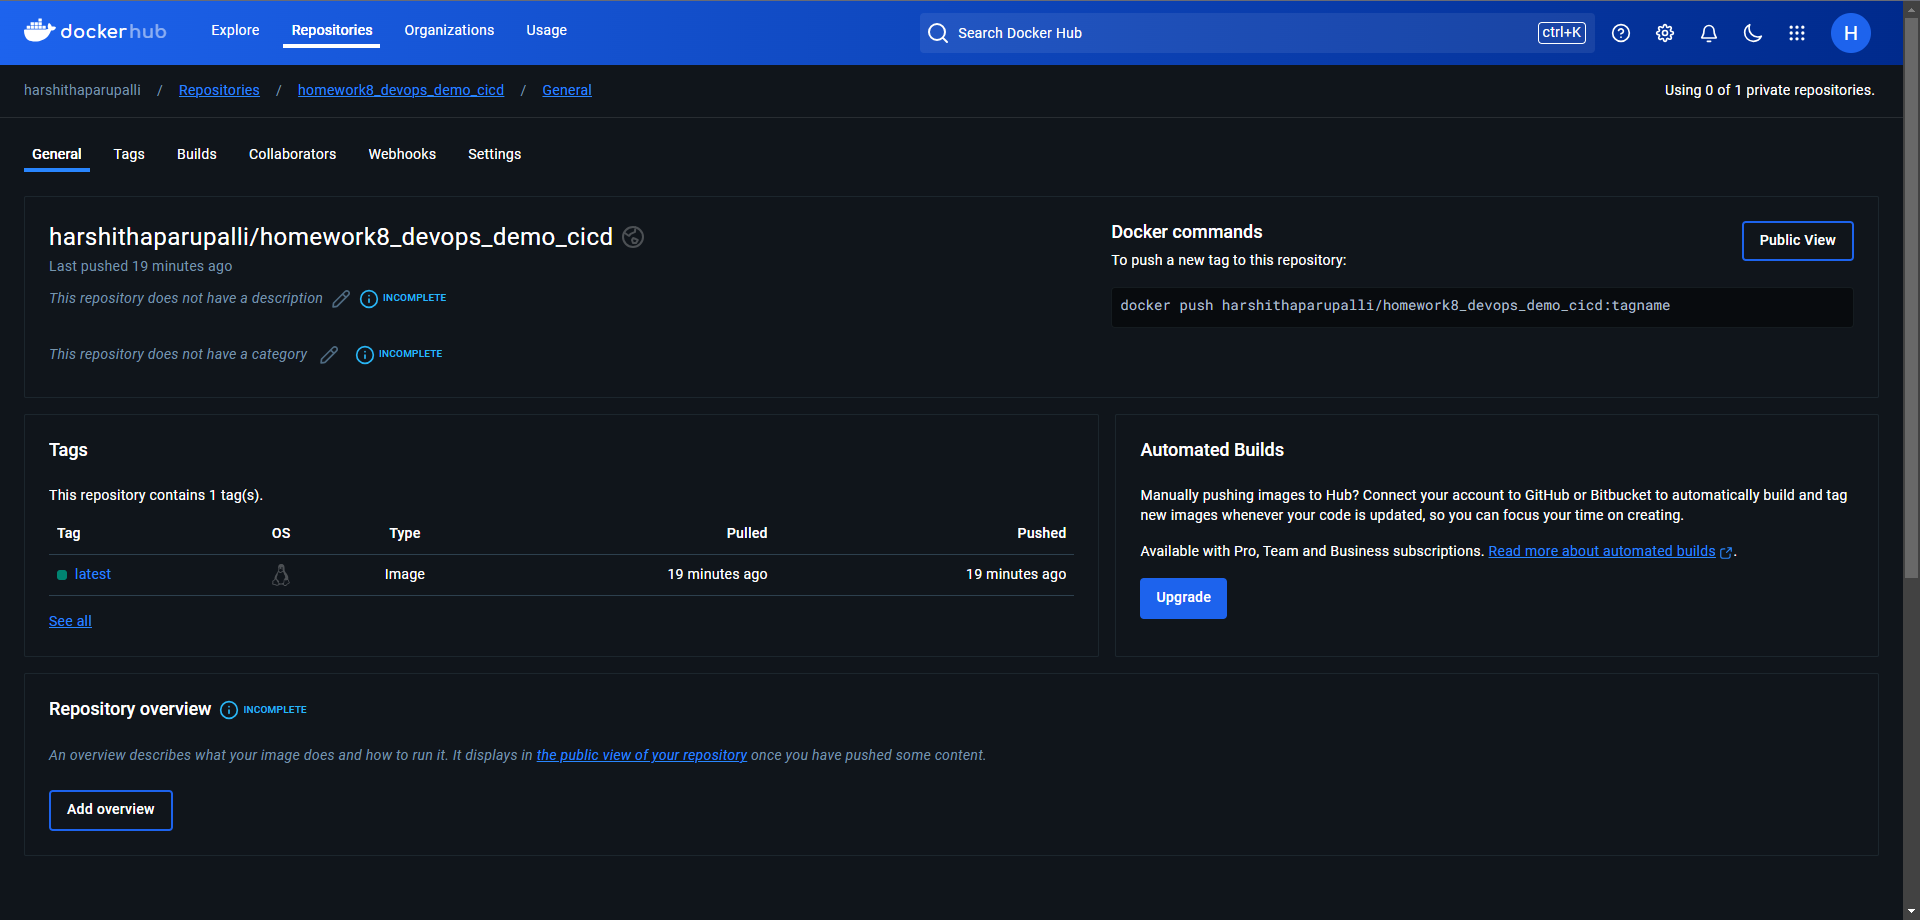 dockerhub Explore Repositories Organizations Usage Search Docker Hub ctrl+K H
harshithaparupalli / Repositories / homework8_devops_demo_cicd / General Using 0 of 1 private repositories.
General Tags Builds Collaborators Webhooks Settings
harshithaparupalli/homework8_devops_demo_cicd
Last pushed 19 minutes ago
This repository does not have a description INCOMPLETE
This repository does not have a category INCOMPLETE
Docker commands
Public View
To push a new tag to this repository:
docker push harshithaparupalli/homework8_devops_demo_cicd:tagname
Tags
This repository contains 1 tag(s).
Tag OS Type Pulled Pushed
latest Image 19 minutes ago 19 minutes ago
See all
Automated Builds
Manually pushing images to Hub? Connect your account to GitHub or Bitbucket to automatically build and tag
new images whenever your code is updated, so you can focus your time on creating.
Available with Pro, Team and Business subscriptions. Read more about automated builds .
Upgrade
Repository overview INCOMPLETE
An overview describes what your image does and how to run it. It displays in the public view of your repository once you have pushed some content.
Add overview